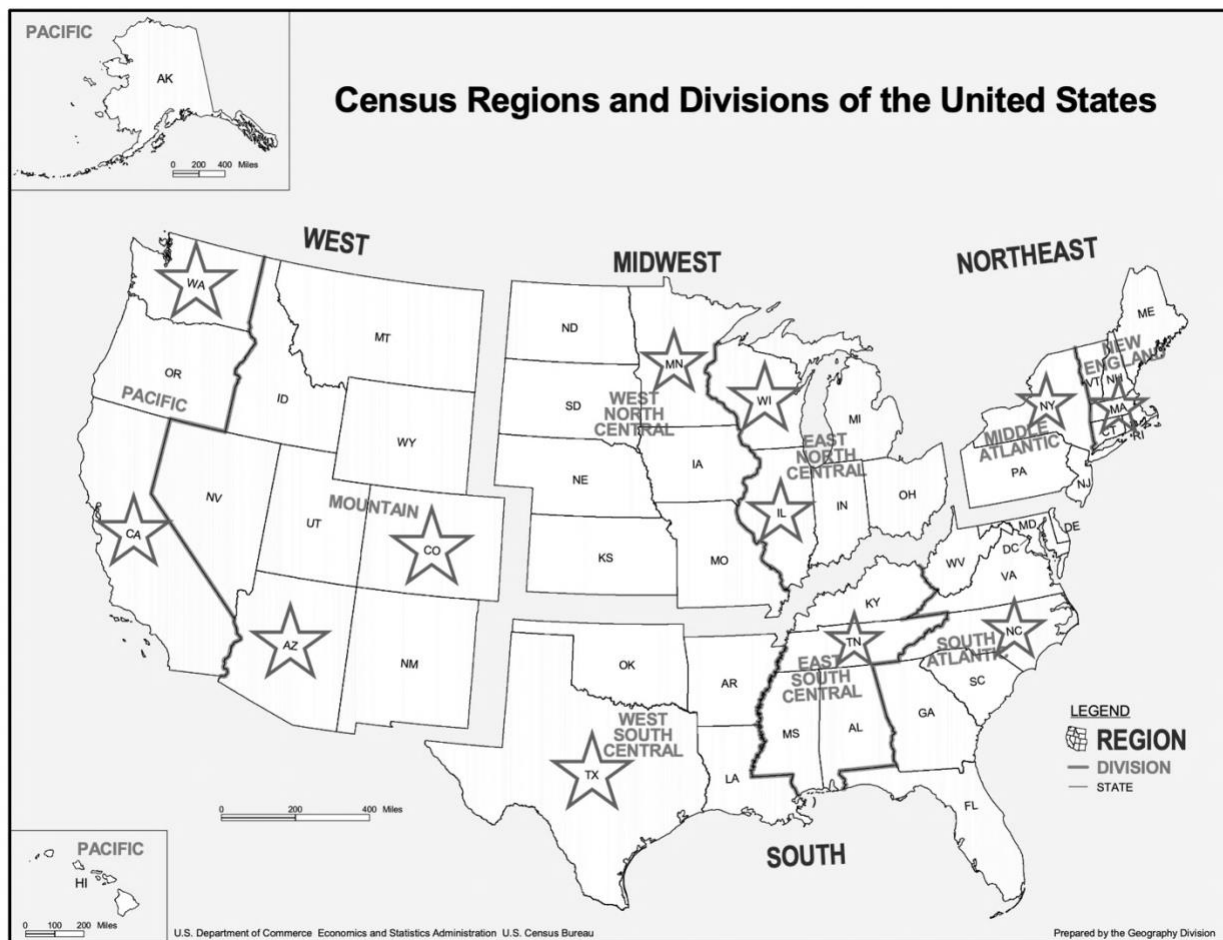 PACIFIC
AK
0 200 400 Miles
Census Regions and Divisions of the United States
WEST
MIDWEST
NORTHEAST
WA
MT
ND
MN
ME
OR
PACIFIC
ID
WY
SD
WEST
NORTH
CENTRAL
WI
MI
NEW
ENGLAND
VT
NH
NY
MA
CT
RI
MIDDLE
ATLANTIC
PA
NJ
NE
IA
EAST
NORTH
CENTRAL
IL
IN
OH
NV
UT
MOUNTAIN
CO
CA
KS
MO
WV
MD
DE
DC
VA
KY
AZ
NM
OK
AR
TN
EAST
SOUTH
CENTRAL
NC
SOUTH
ATLANTIC
SC
WEST
SOUTH
CENTRAL
TX
LA
MS
AL
GA
FL
LEGEND
REGION
DIVISION
STATE
0 200 400 Miles
SOUTH
PACIFIC
HI
0 100 200 Miles
U.S. Department of Commerce Economics and Statistics Administration U.S. Census Bureau
Prepared by the Geography Division